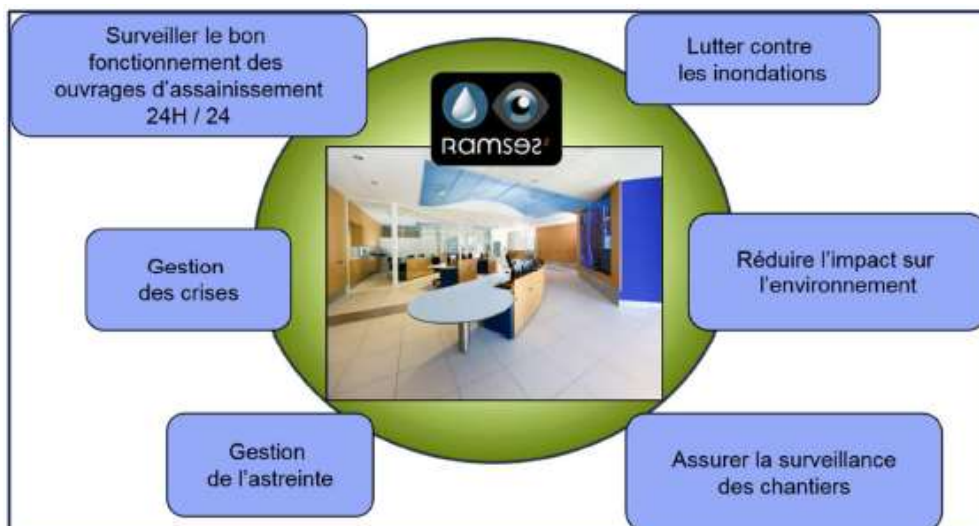 Surveiller le bon
fonctionnement des
ouvrages d'assainissement
24H / 24
Lutter contre
les inondations
RAMSES
Gestion
des crises
Réduire l'impact sur
l'environnement
Gestion
de l'astreinte
Assurer la surveillance
des chantiers